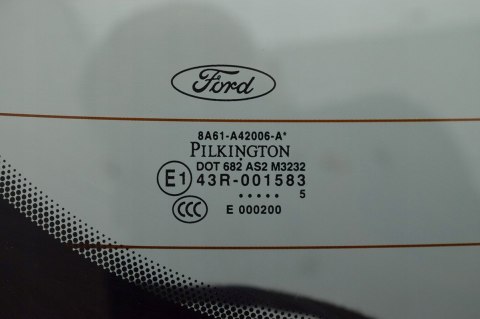 Ford
8A61-A42006-A*
PILKINGTON
DOT 682 AS2 M3232
E1 43R-001583
..... 5
CCC E 000200